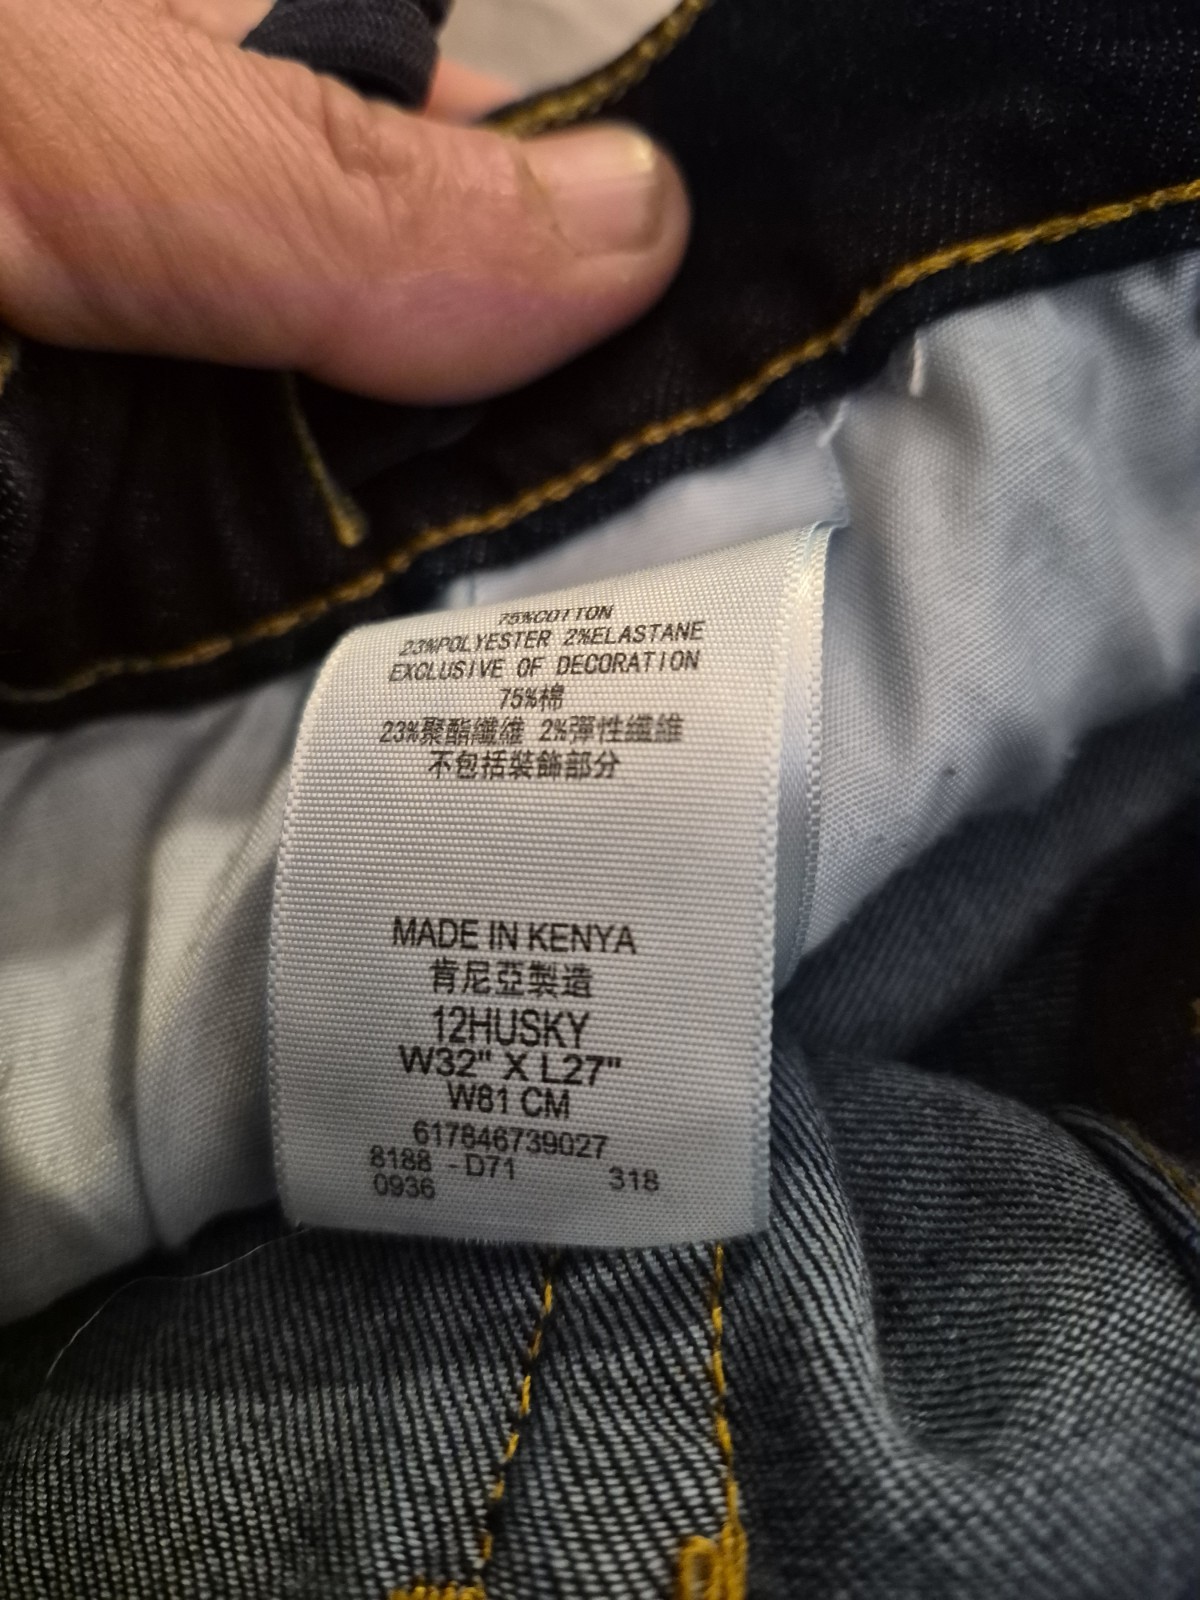 75%COTTON
23%POLYESTER 2%ELASTANE
EXCLUSIVE OF DECORATION
75%棉
23%聚酯纖維 2%彈性纖維
不包括裝飾部分
MADE IN KENYA
肯尼亞製造
12HUSKY
W32" X L27"
W81 CM
617846739027
8188 - D71 318
0936